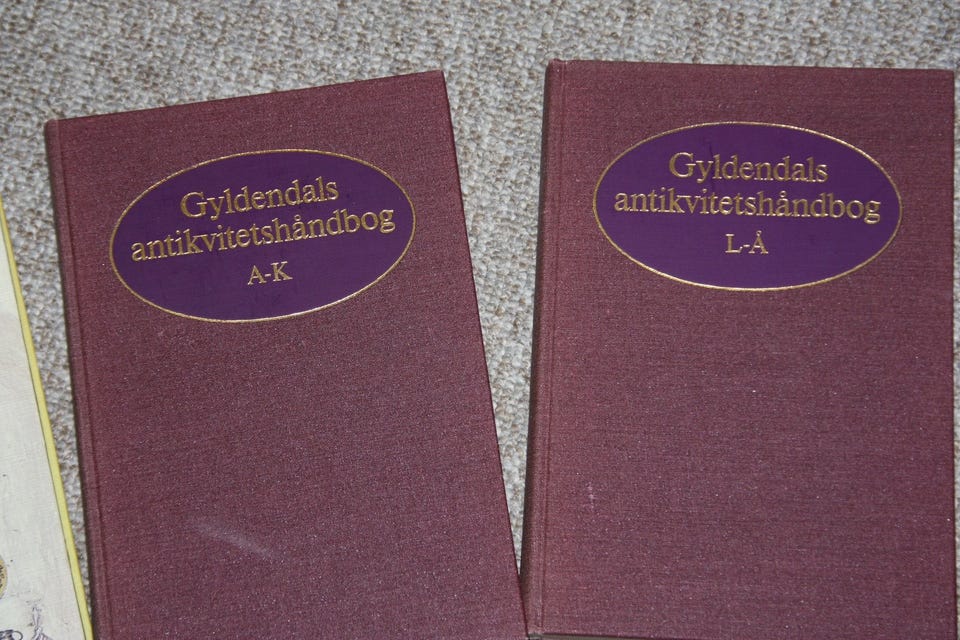 Gyldendals
antikvitetshåndbog
A-K
Gyldendals
antikvitetshåndbog
L-Å